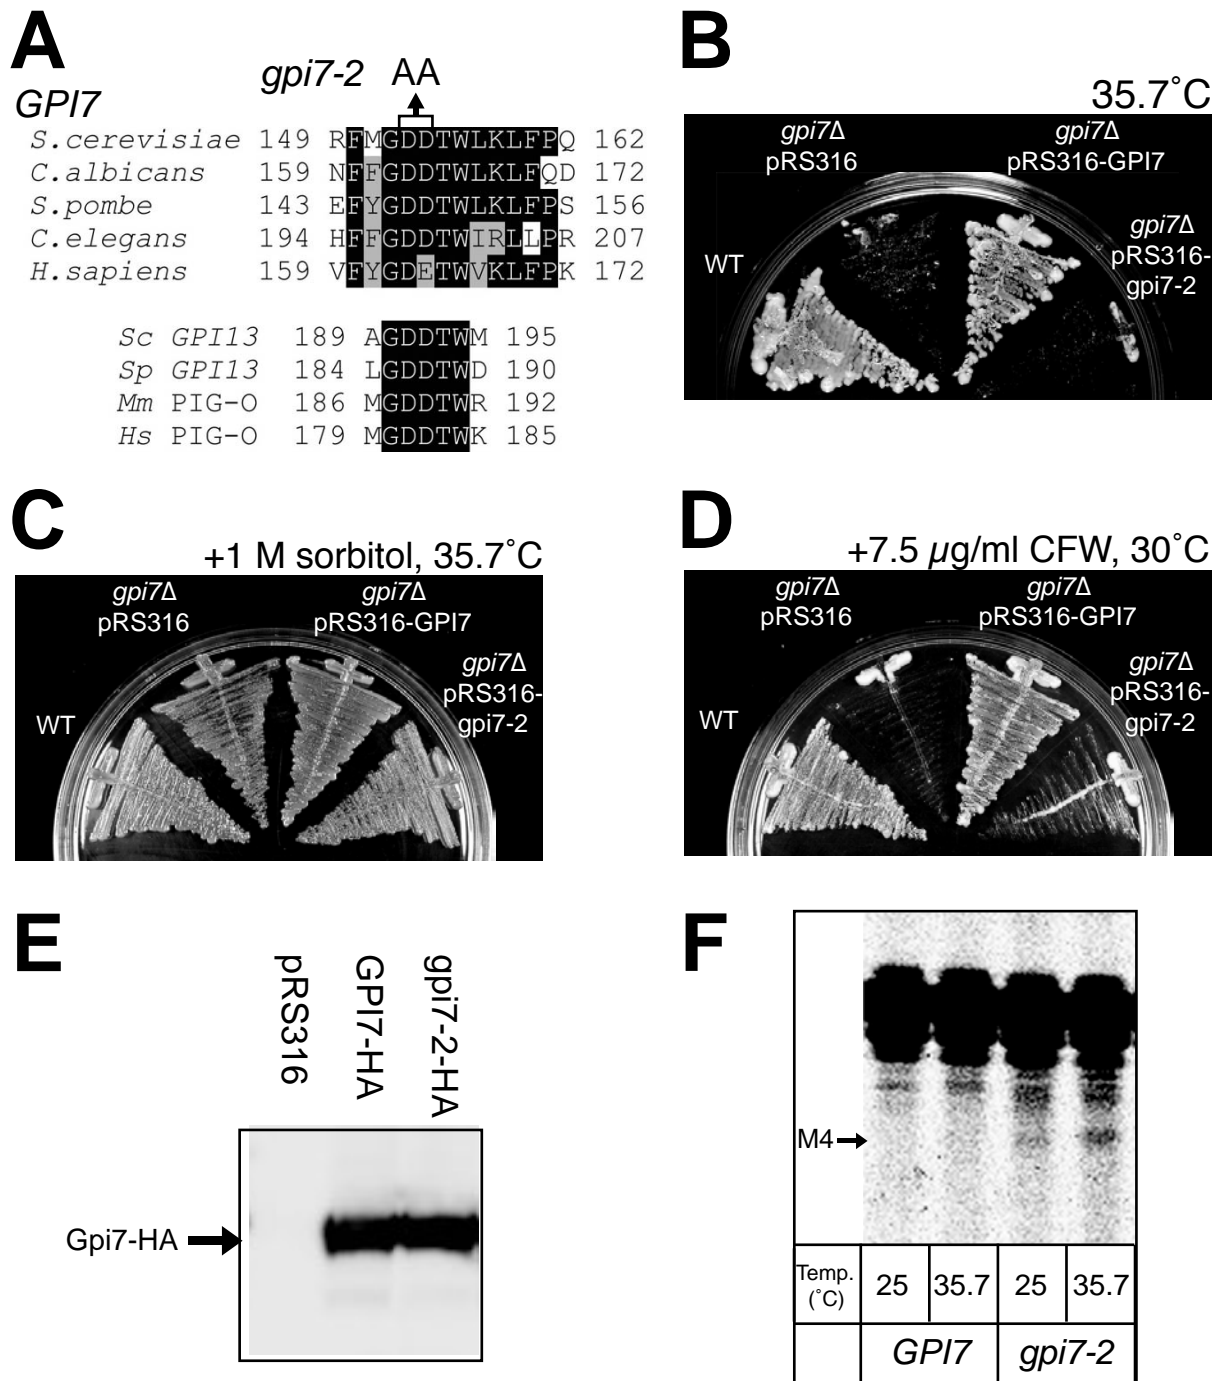 A
gpi7-2 AA
GPI7
S.cerevisiae 149 RFMGDDTWLKLFPQ 162
C.albicans 159 NFFGDDTWLKLFQD 172
S.pombe 143 EFYGDDTWLKLFPS 156
C.elegans 194 HFFGDDTWIRLLPR 207
H.sapiens 159 VFYGDETWVKLFPK 172
Sc GPI13 189 AGDDTWM 195
Sp GPI13 184 LGDDTWD 190
Mm PIG-O 186 MGDDTWR 192
Hs PIG-O 179 MGDDTWK 185
B
35.7˚C
gpi7Δ
pRS316
gpi7Δ
pRS316-GPI7
gpi7Δ
pRS316-
gpi7-2
WT
C
+1 M sorbitol, 35.7˚C
gpi7Δ
pRS316
gpi7Δ
pRS316-GPI7
gpi7Δ
pRS316-
gpi7-2
WT
D
+7.5 µg/ml CFW, 30˚C
gpi7Δ
pRS316
gpi7Δ
pRS316-GPI7
gpi7Δ
pRS316-
gpi7-2
WT
E
pRS316
GPI7-HA
gpi7-2-HA
Gpi7-HA
F
M4
Temp.
(˚C)
25 35.7 25 35.7
GPI7 gpi7-2